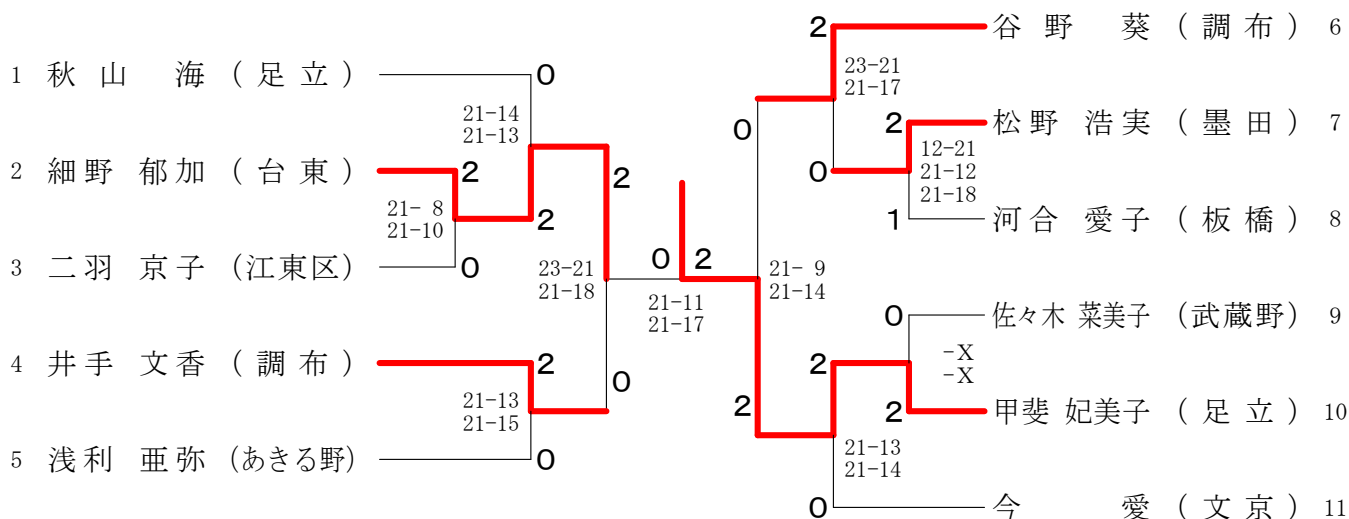 1 秋山 海 (足立)
0
21-14
21-13
2 細野 郁加 (台東)
2
21- 8
21-10
2
3 二羽 京子 (江東区)
0
2
23-21
21-18
4 井手 文香 (調布)
2
21-13
21-15
0
5 浅利 亜弥 (あきる野)
0
0 2
21-11
21-17
2
谷野 葵 (調布) 6
23-21
21-17
0
2
松野 浩実 (墨田) 7
12-21
21-12
21-18
0
1
河合 愛子 (板橋) 8
21- 9
21-14
0
佐々木 菜美子 (武蔵野) 9
-X
-X
2
2
甲斐 妃美子 (足立) 10
2
21-13
21-14
0
今 愛 (文京) 11